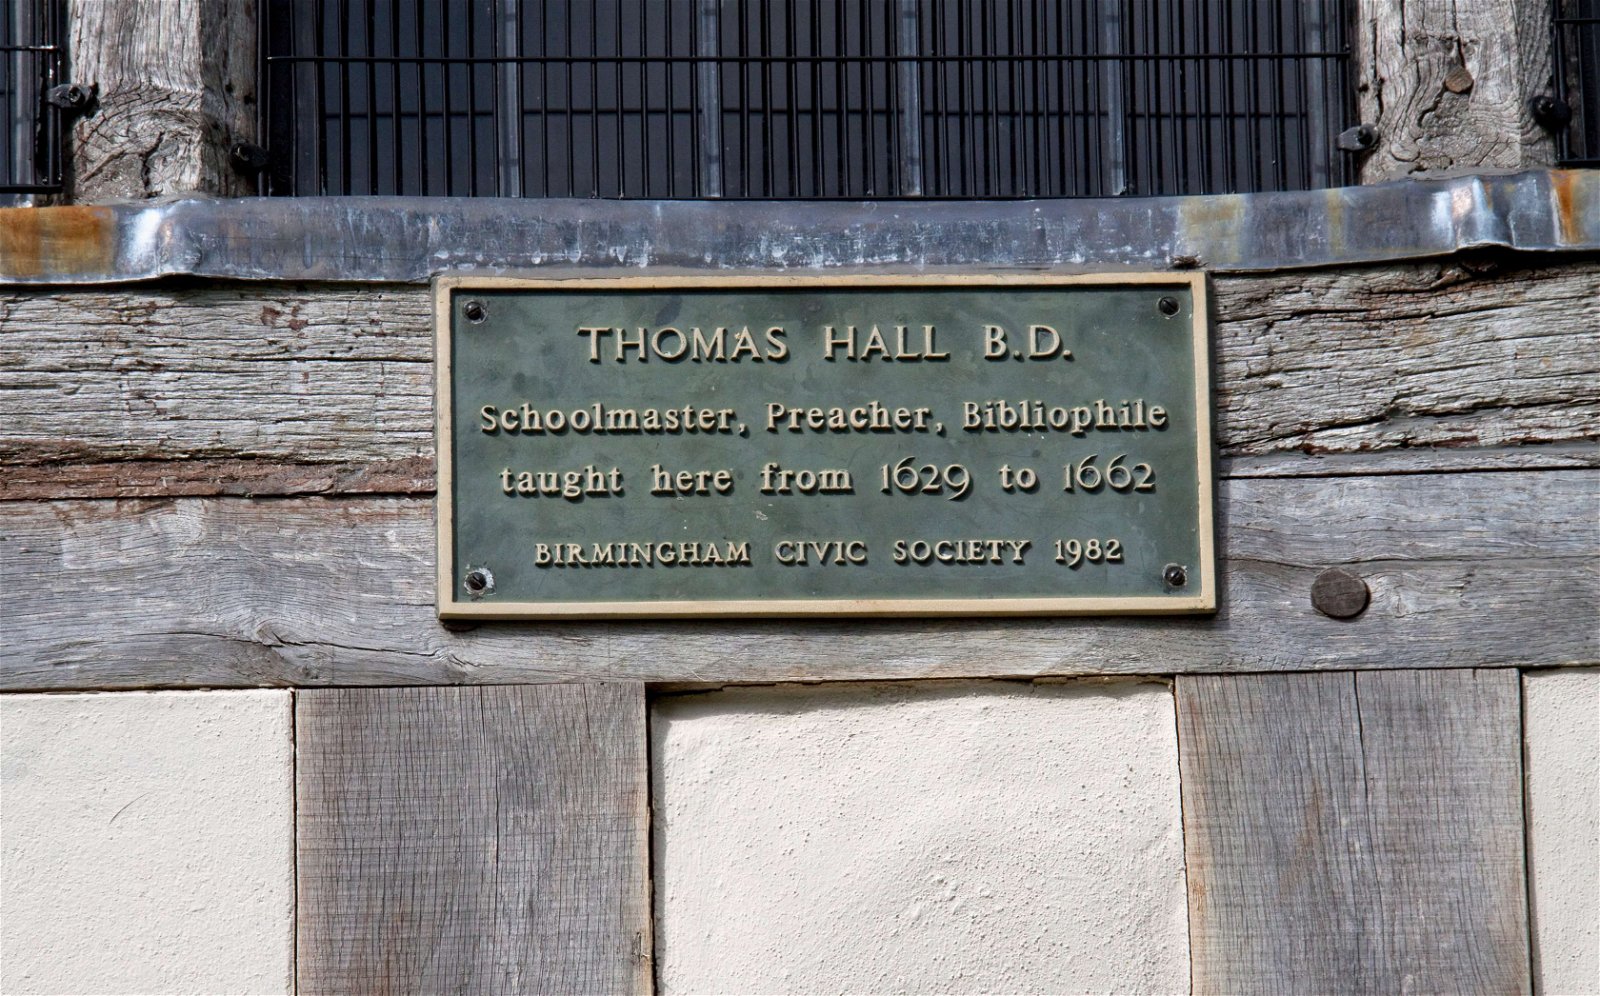 THOMAS HALL B.D.
Schoolmaster, Preacher, Bibliophile
taught here from 1629 to 1662
BIRMINGHAM CIVIC SOCIETY 1982